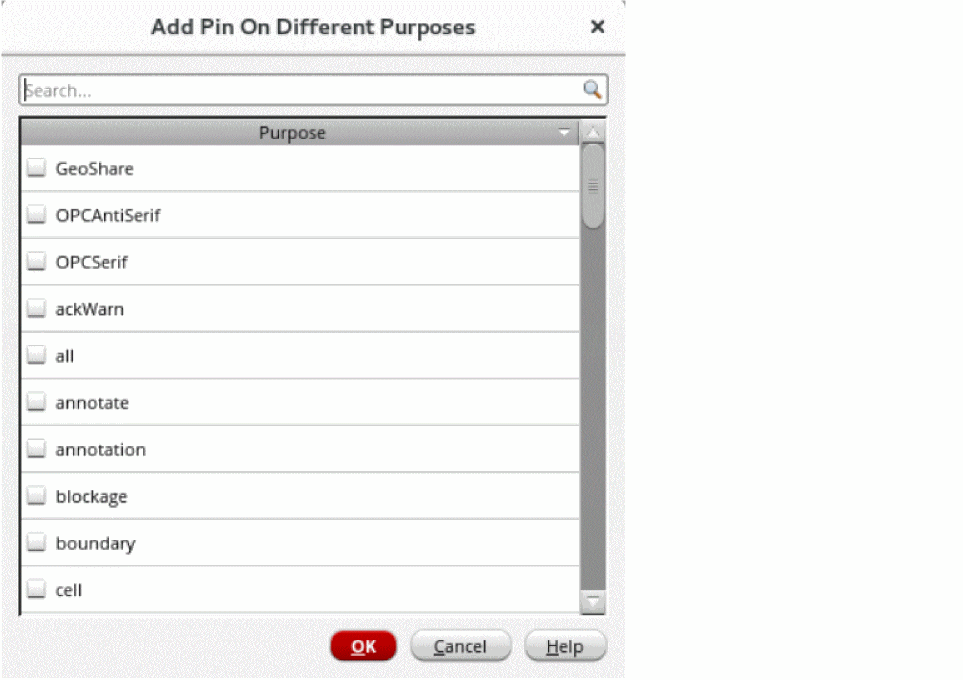 Add Pin On Different Purposes
Search...
Purpose
GeoShare
OPCAntiSerif
OPCSerif
ackWarn
all
annotate
annotation
blockage
boundary
cell
OK Cancel Help